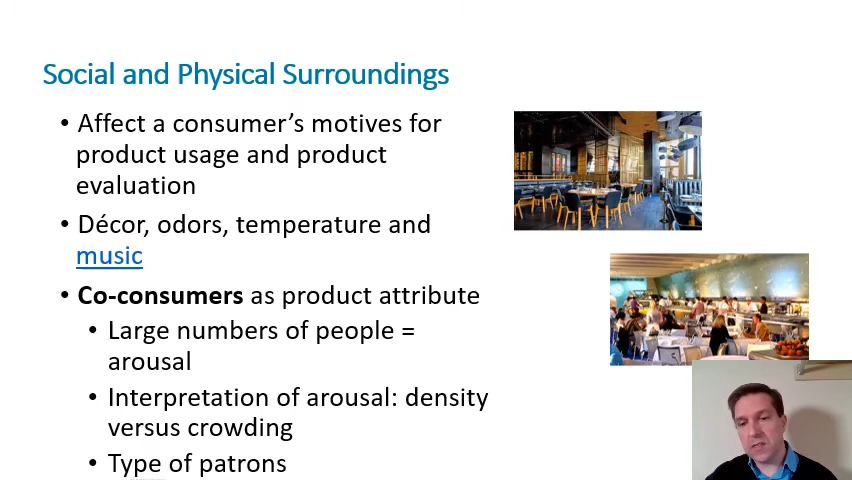 Social and Physical Surroundings
• Affect a consumer’s motives for
product usage and product
evaluation
• Décor, odors, temperature and
music
• Co-consumers as product attribute
• Large numbers of people =
arousal
• Interpretation of arousal: density
versus crowding
• Type of patrons